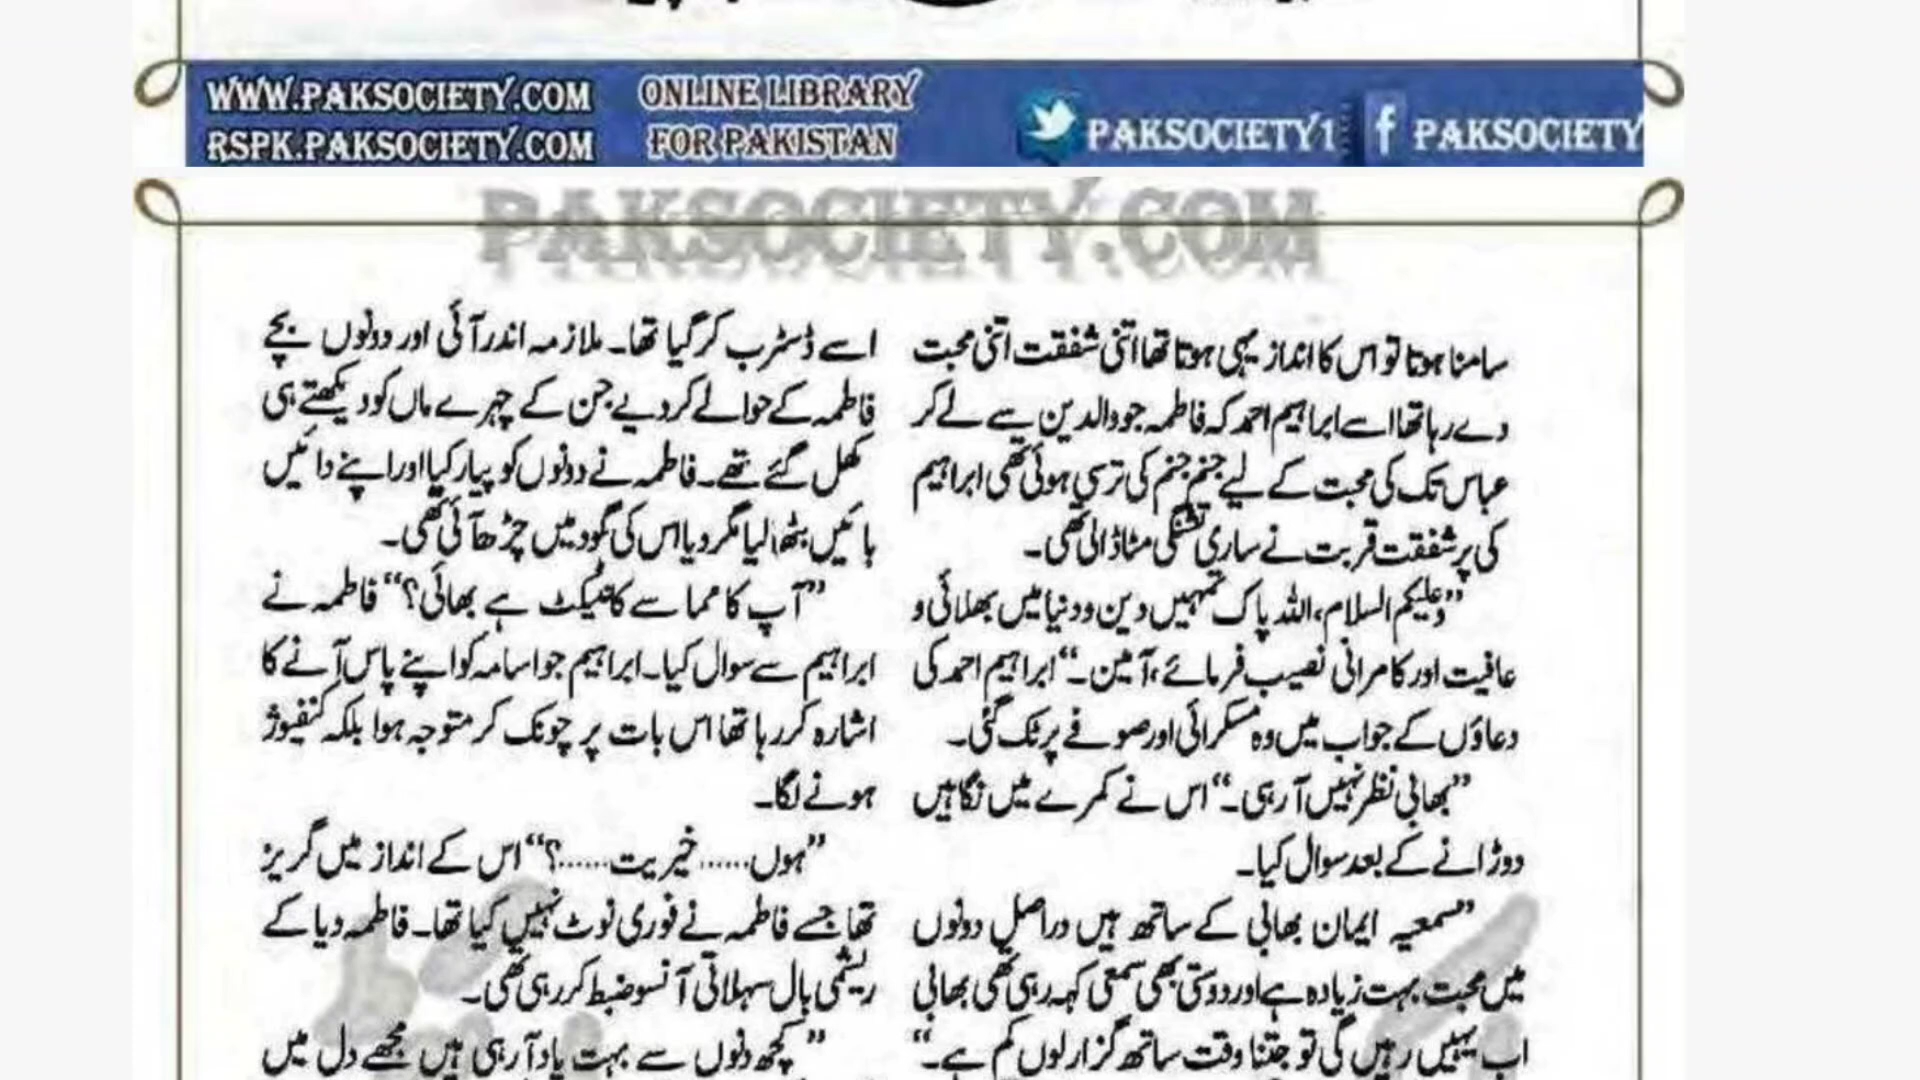 WWW.PAKSOCIETY.COM
RSPK.PAKSOCIETY.COM
ONLINE LIBRARY
FOR PAKISTAN
PAKSOCIETY1
PAKSOCIETY
PAKSOCIETY.COM
سامنا ہوتا تو اس کا انداز یہی ہوتا تھا اتنی شفقت اتنی محبت
دے رہا تھا اسے ابراہیم احمد کہ فاطمہ جو والدین سے لے کر
عباس تک کی محبت کے لیے جنم جنم کی ترسی ہوئی تھی ابراہیم
کی پر شفقت قربت نے ساری تشنگی مٹا ڈالی تھی۔
”وعلیکم السلام، اللہ پاک تمہیں دین و دنیا میں بھلائی و
عافیت اور کامرانی نصیب فرمائے، آمین۔“ ابراہیم احمد کی
دعاؤں کے جواب میں وہ مسکرائی اور صوفے پر ٹک گئی۔
”بھابی نظر نہیں آ رہی۔“ اس نے کمرے میں نگاہیں
دوڑانے کے بعد سوال کیا۔
”سمعیہ ایمان بھابی کے ساتھ ہیں دراصل دونوں
میں محبت بہت زیادہ ہے اور دوستی بھی سمعی کہہ رہی تھی بھابی
اب یہیں رہیں گی تو جتنا وقت ساتھ گزار لوں کم ہے۔“
اسے ڈسٹرب کر گیا تھا۔ ملازمہ اندر آئی اور دونوں بچے
فاطمہ کے حوالے کر دیے جن کے چہرے ماں کو دیکھتے ہی
کھل گئے تھے۔ فاطمہ نے دونوں کو پیار کیا اور اپنے دائیں
بائیں بٹھا لیا مگر دیا اس کی گود میں چڑھ آئی تھی۔
”آپ کا مما سے کانٹیکٹ ہے بھائی؟“ فاطمہ نے
ابراہیم سے سوال کیا۔ ابراہیم جو اسامہ کو اپنے پاس آنے کا
اشارہ کر رہا تھا اس بات پر چونک کر متوجہ ہوا بلکہ کنفیوژ
ہونے لگا۔
”ہوں...... خیریت......؟“ اس کے انداز میں گریز
تھا جسے فاطمہ نے فوری نوٹ نہیں کیا تھا۔ فاطمہ دیا کے
ریشمی بال سہلاتی آنسو ضبط کر رہی تھی۔
”کچھ دنوں سے بہت یاد آ رہی ہیں مجھے دل میں